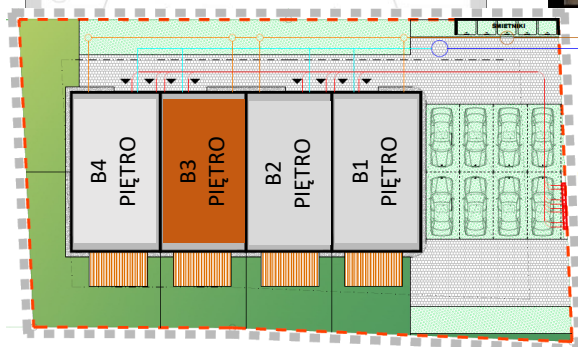 ŚMIETNIKI
B4
PIĘTRO
B3
PIĘTRO
B2
PIĘTRO
B1
PIĘTRO